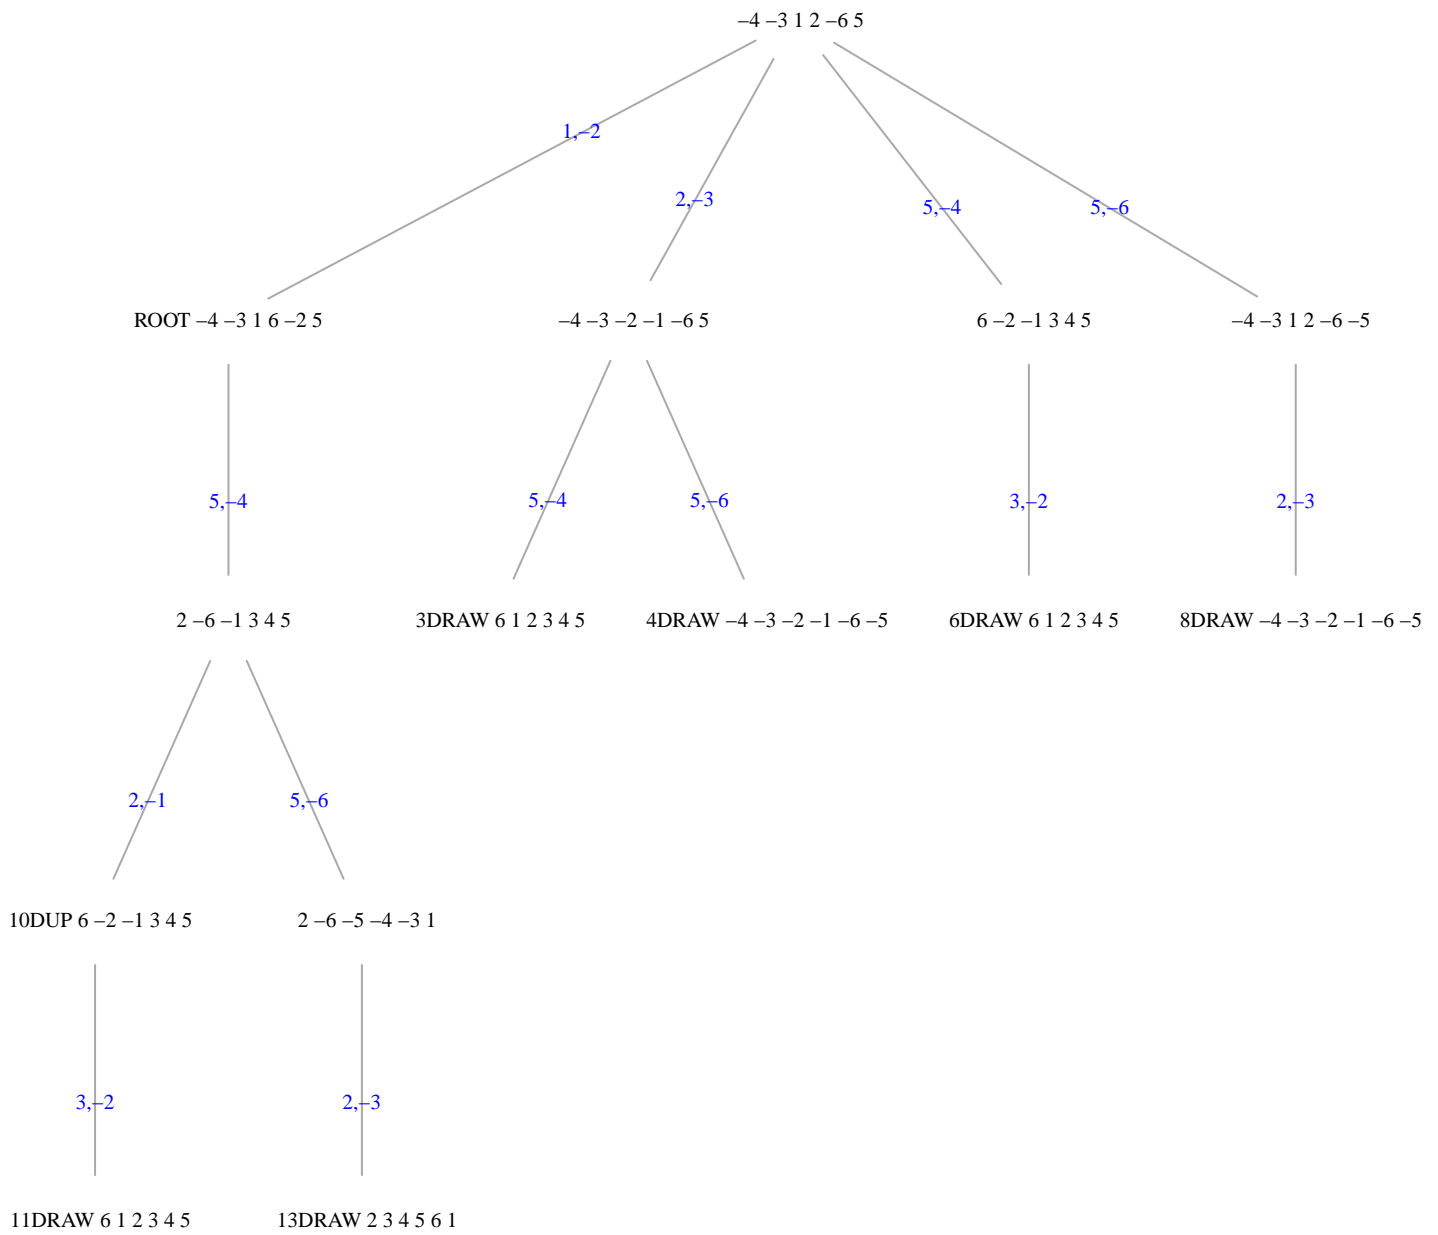 –4 –3 1 2 –6 5
1,–2
2,–3
5,–4
5,–6
ROOT –4 –3 1 6 –2 5
–4 –3 –2 –1 –6 5
6 –2 –1 3 4 5
–4 –3 1 2 –6 –5
5,–4
5,–4
5,–6
3,–2
2,–3
2 –6 –1 3 4 5
3DRAW 6 1 2 3 4 5
4DRAW –4 –3 –2 –1 –6 –5
6DRAW 6 1 2 3 4 5
8DRAW –4 –3 –2 –1 –6 –5
2,–1
5,–6
10DUP 6 –2 –1 3 4 5
2 –6 –5 –4 –3 1
3,–2
2,–3
11DRAW 6 1 2 3 4 5
13DRAW 2 3 4 5 6 1